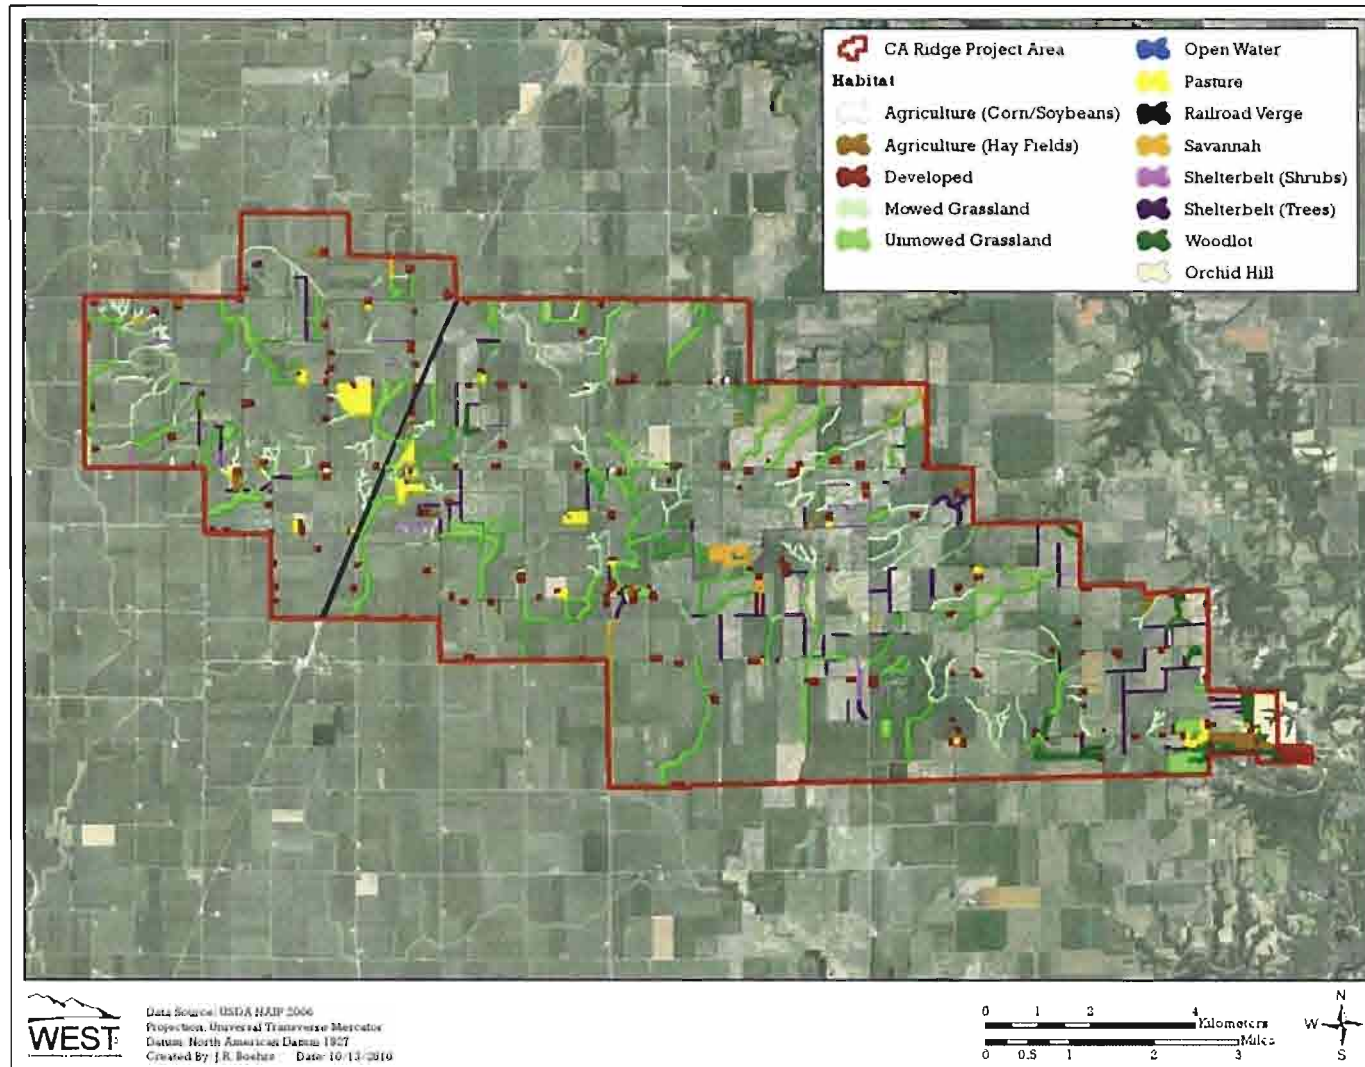 CA Ridge Project Area
Habitat
Agriculture (Corn/Soybeans)
Agriculture (Hay Fields)
Developed
Mowed Grassland
Unmowed Grassland
Open Water
Pasture
Railroad Verge
Savannah
Shelterbelt (Shrubs)
Shelterbelt (Trees)
Woodlot
Orchid Hill
WEST
Data Source: USDA NAIP 2006
Projection: Universal Transverse Mercator
Datum: North American Datum 1927
Created By: J.R. Boehrs Date: 10/13/2010
0 1 2 4
Kilometers
Miles
0 0.5 1 2 3
N
W E
S